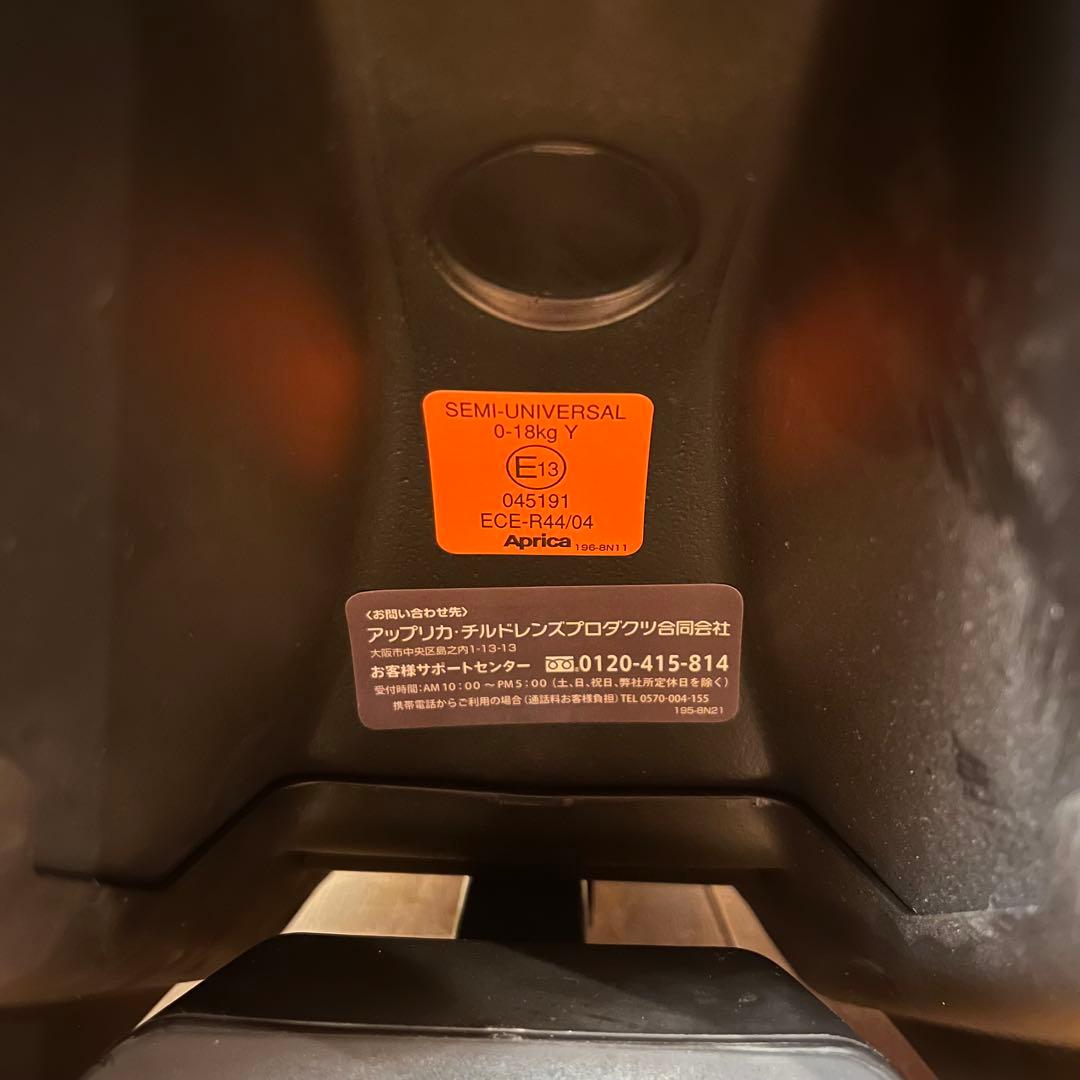 SEMI-UNIVERSAL
0-18kg Y
E13
045191
ECE-R44/04
Aprica 196-8N11
〈お問い合わせ先〉
アップリカ・チルドレンズプロダクツ合同会社
大阪市中央区島之内1-13-13
お客様サポートセンター 0120-415-814
受付時間：AM10：00 ～PM5：00（土、日、祝日、弊社所定休日を除く）
携帯電話からご利用の場合（通話料お客様負担）TEL 0570-004-155
195-8N21